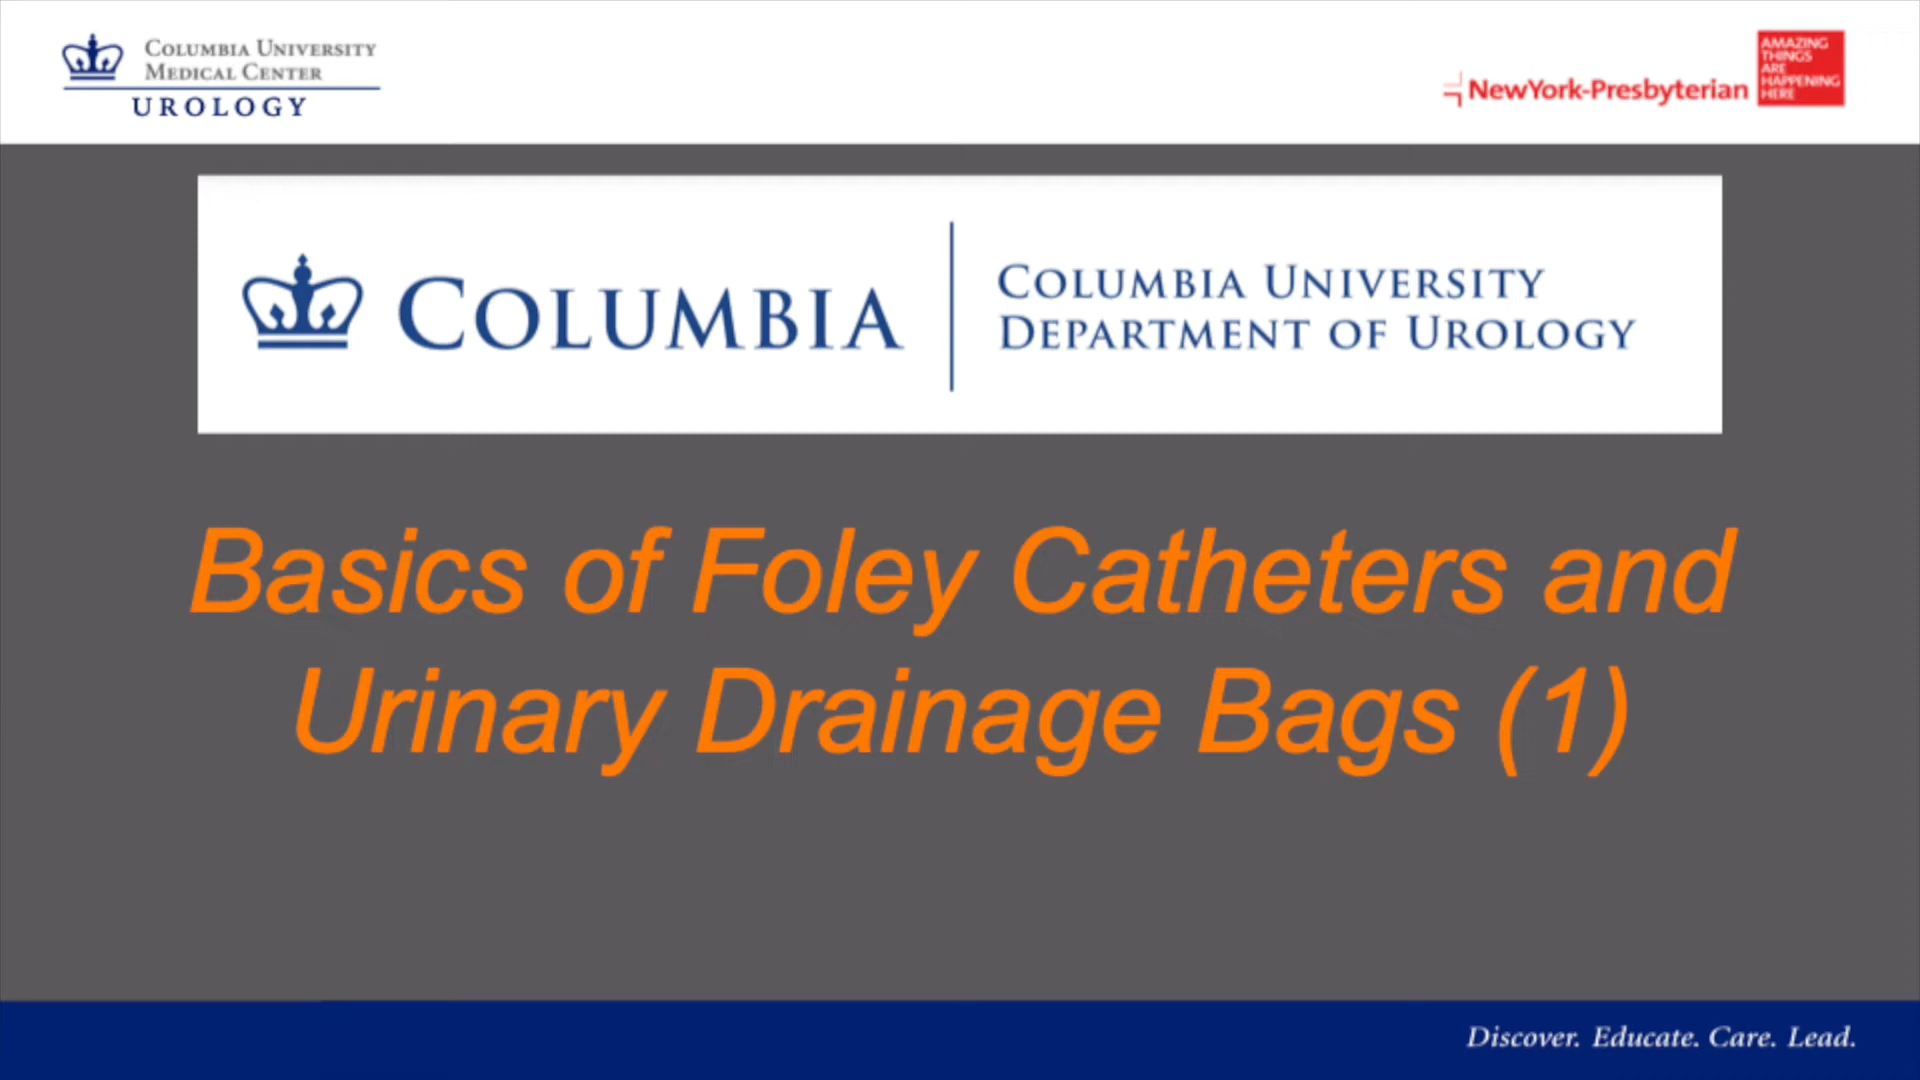 COLUMBIA UNIVERSITY
MEDICAL CENTER
UROLOGY
NewYork-Presbyterian
AMAZING
THINGS
ARE
HAPPENING
HERE
COLUMBIA
COLUMBIA UNIVERSITY
DEPARTMENT OF UROLOGY
Basics of Foley Catheters and
Urinary Drainage Bags (1)
Discover. Educate. Care. Lead.